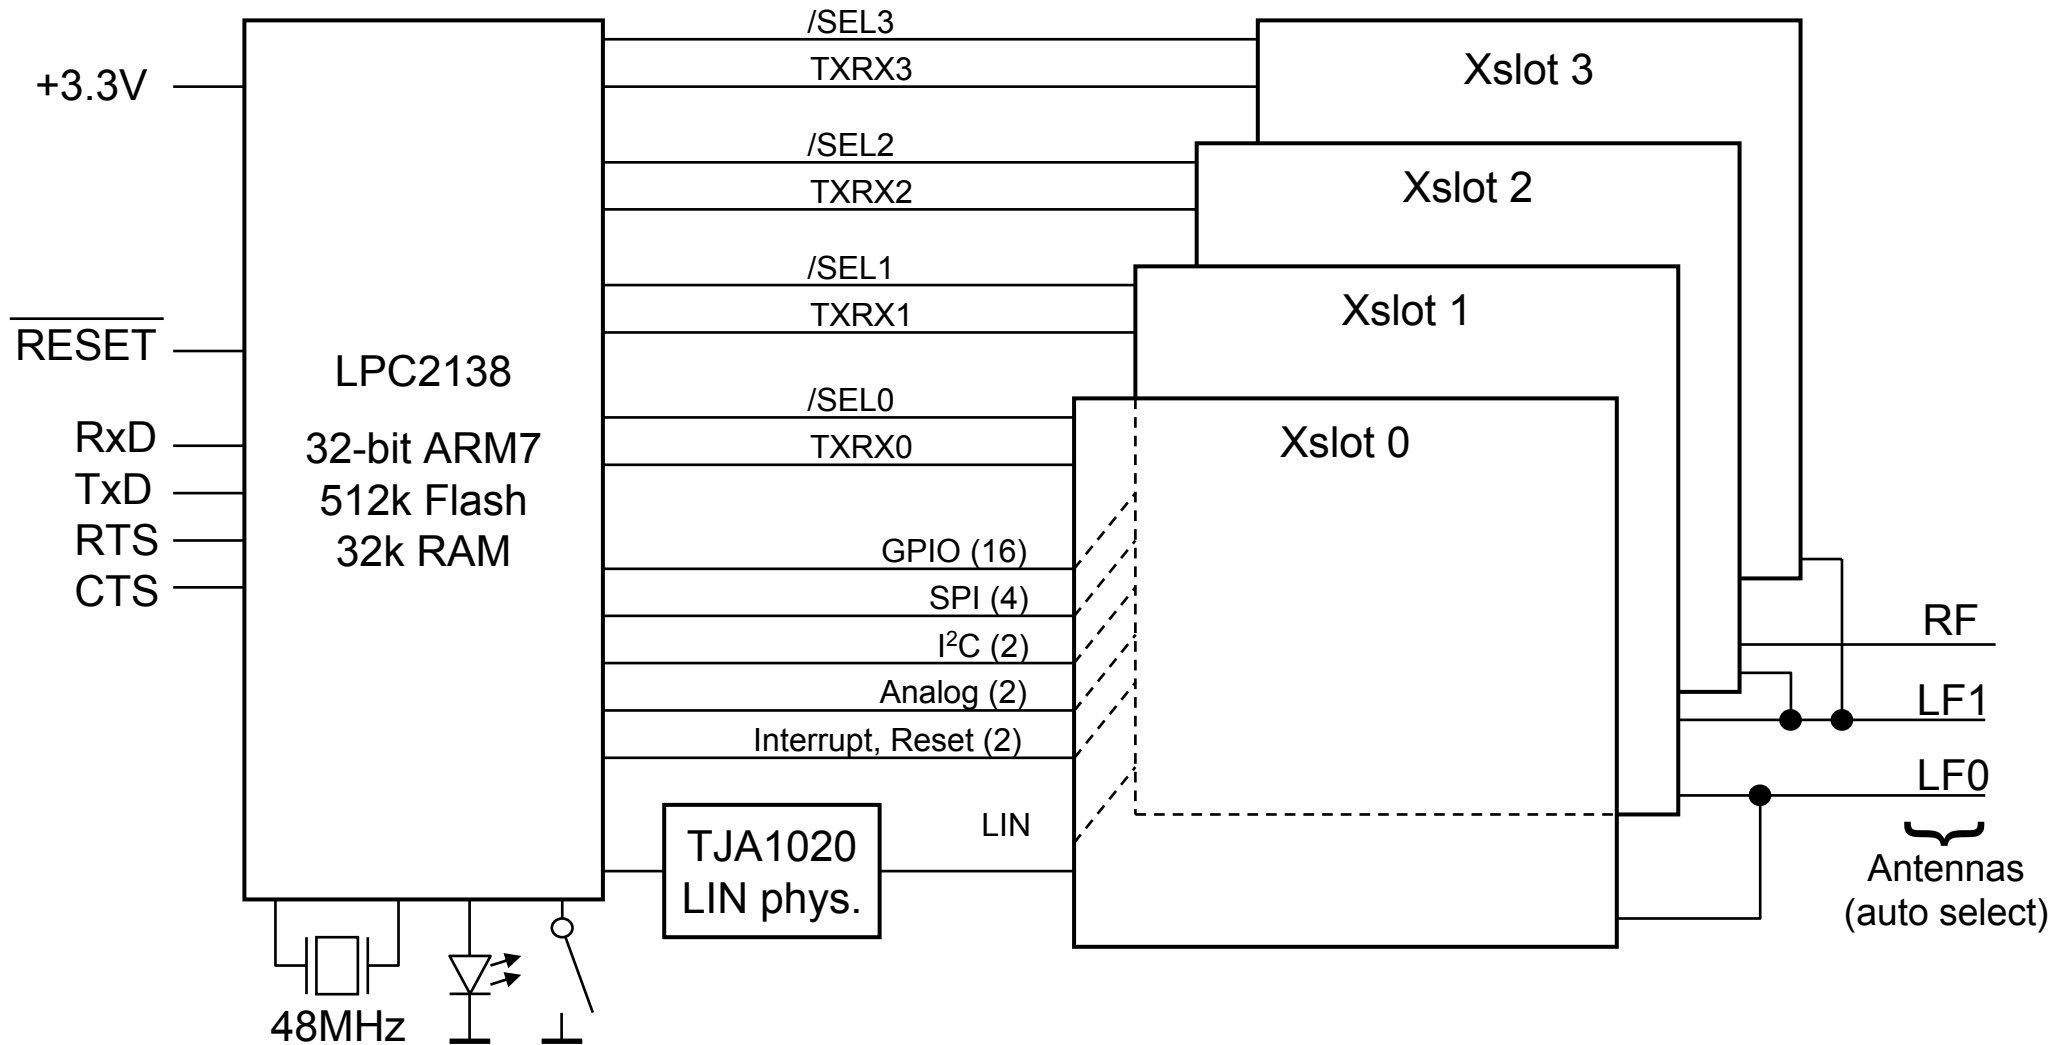 +3.3V
RESET
RxD
TxD
RTS
CTS
LPC2138
32-bit ARM7
512k Flash
32k RAM
48MHz
/SEL3
TXRX3
/SEL2
TXRX2
/SEL1
TXRX1
/SEL0
TXRX0
GPIO (16)
SPI (4)
I²C (2)
Analog (2)
Interrupt, Reset (2)
LIN
TJA1020
LIN phys.
Xslot 3
Xslot 2
Xslot 1
Xslot 0
RF
LF1
LF0
Antennas
(auto select)